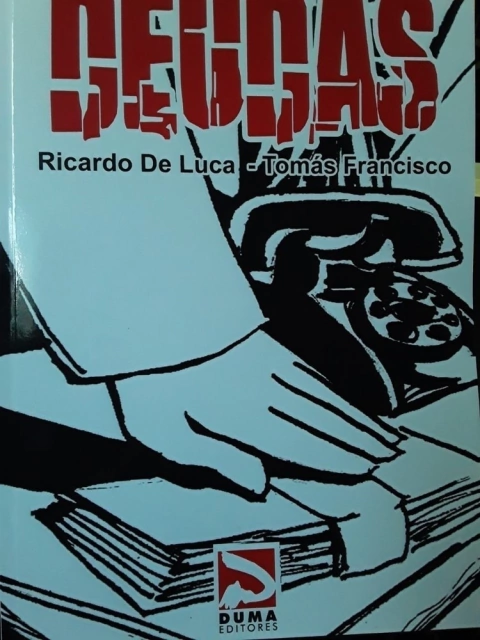 DEUDAS
Ricardo De Luca - Tomás Francisco
DUMA
EDITORES